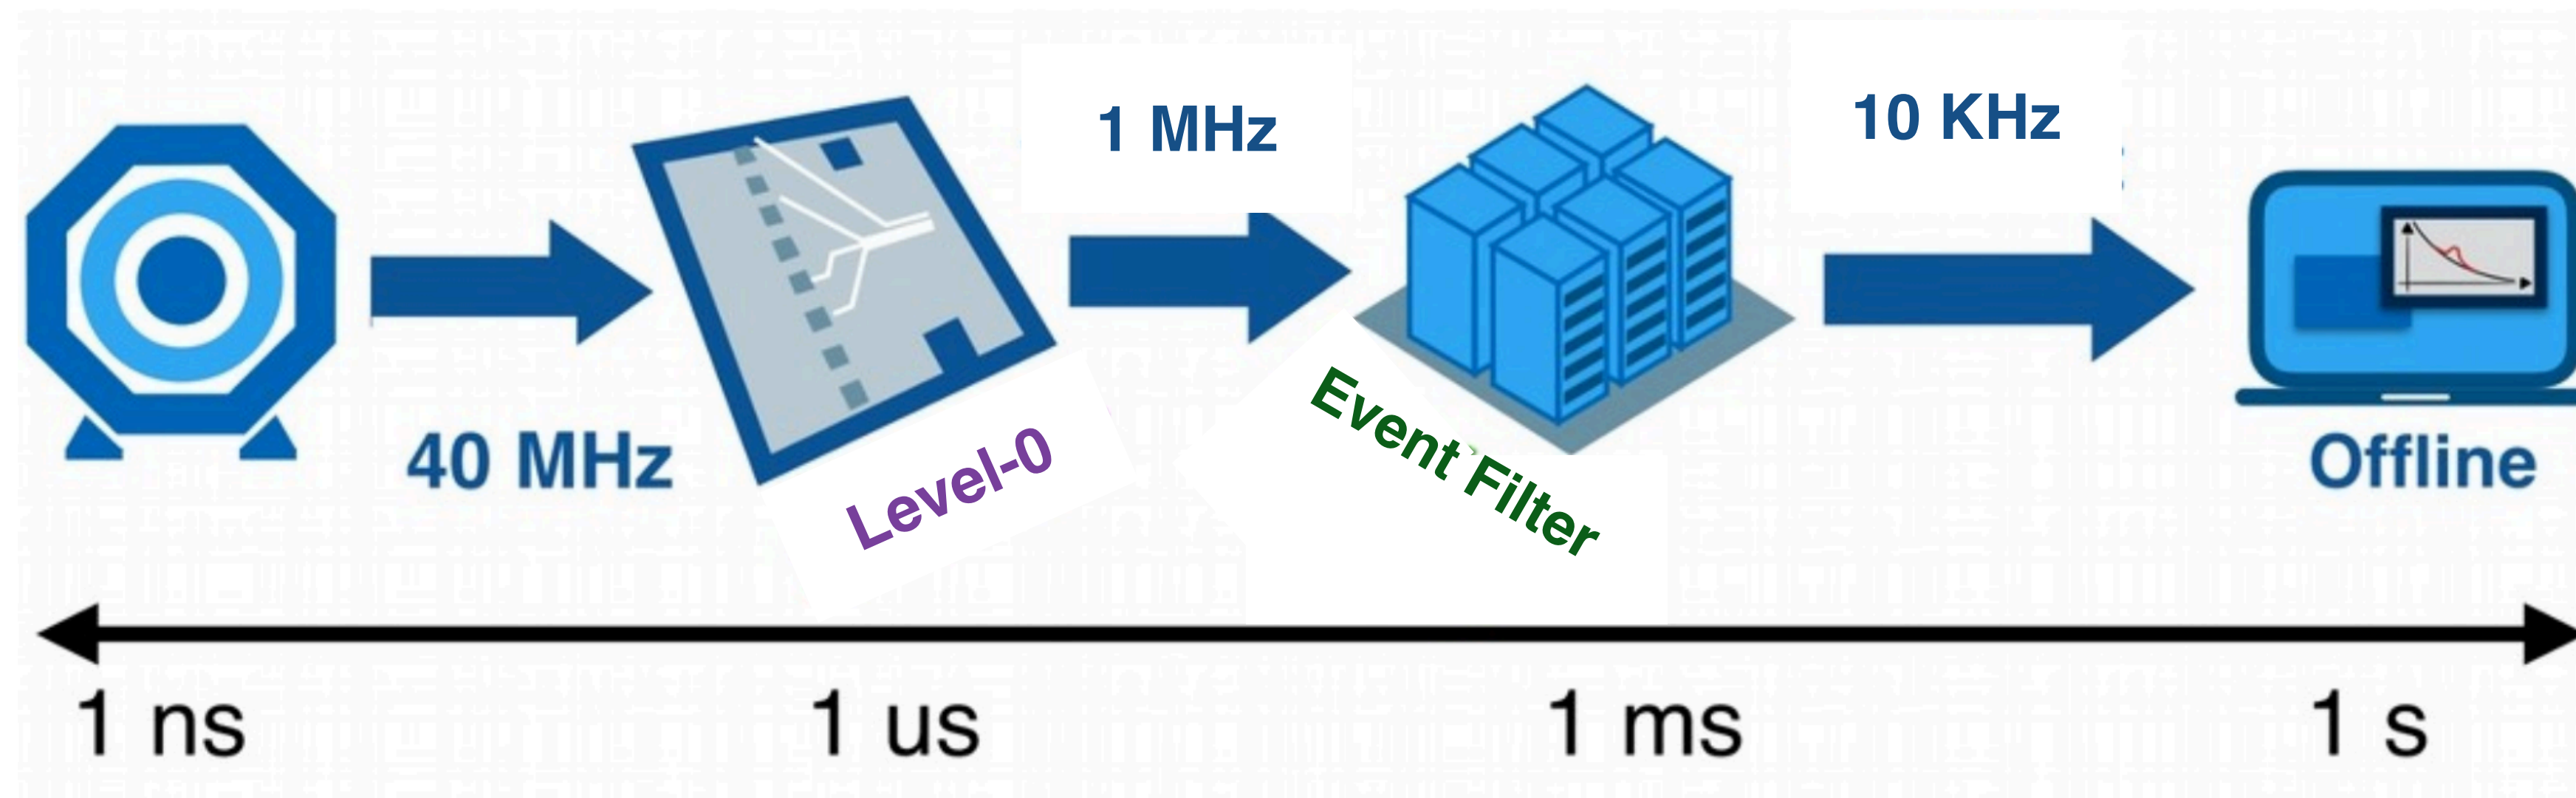 1 MHz
10 KHz
40 MHz
Level-0
Event Filter
Offline
1 ns
1 us
1 ms
1 s